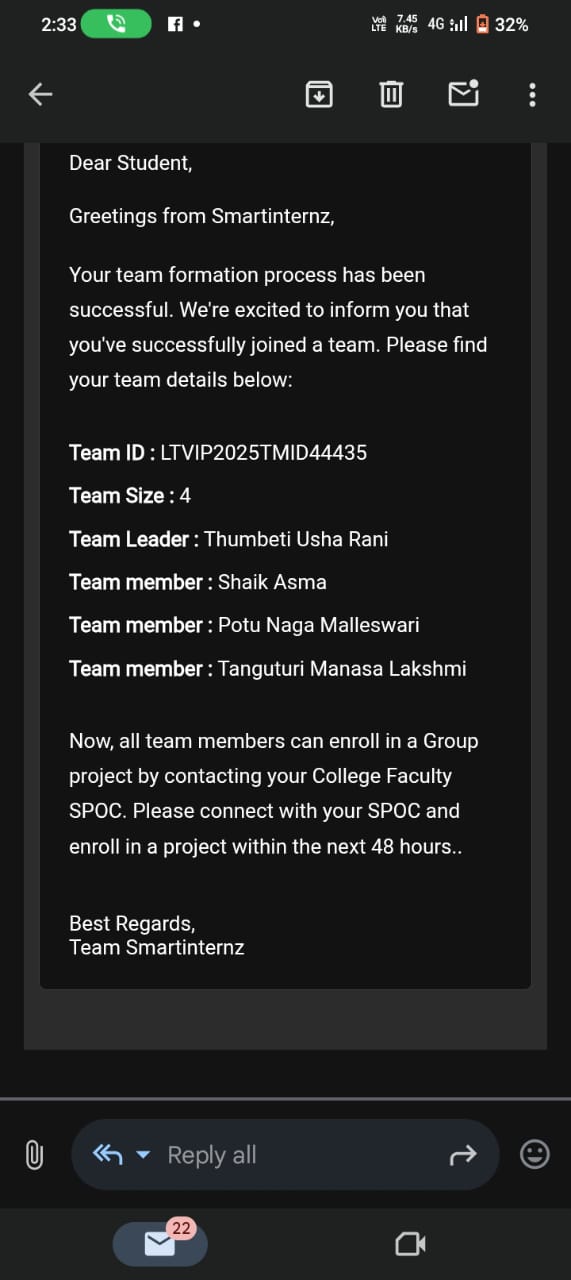 2:33
Vo))
LTE
7.45
KB/s
4G
32%
Dear Student,
Greetings from Smartinternz,
Your team formation process has been
successful. We're excited to inform you that
you've successfully joined a team. Please find
your team details below:
Team ID : LTVIP2025TMID44435
Team Size : 4
Team Leader : Thumbeti Usha Rani
Team member : Shaik Asma
Team member : Potu Naga Malleswari
Team member : Tanguturi Manasa Lakshmi
Now, all team members can enroll in a Group
project by contacting your College Faculty
SPOC. Please connect with your SPOC and
enroll in a project within the next 48 hours..
Best Regards,
Team Smartinternz
Reply all
22